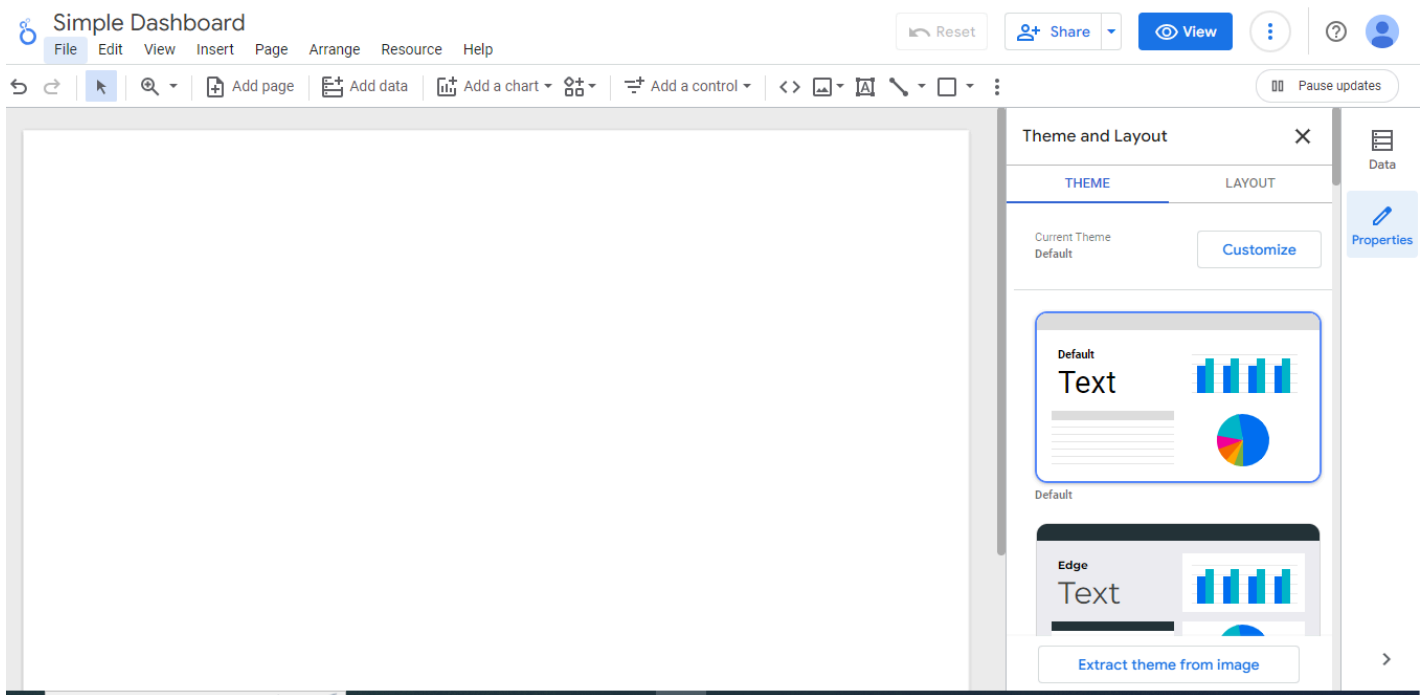 Simple Dashboard
File Edit View Insert Page Arrange Resource Help
Reset Share View
Add page Add data Add a chart Add a control A Pause updates
Theme and Layout
Data
THEME LAYOUT
Properties
Current Theme
Default
Customize
Default
Text
Default
Edge
Text
Extract theme from image